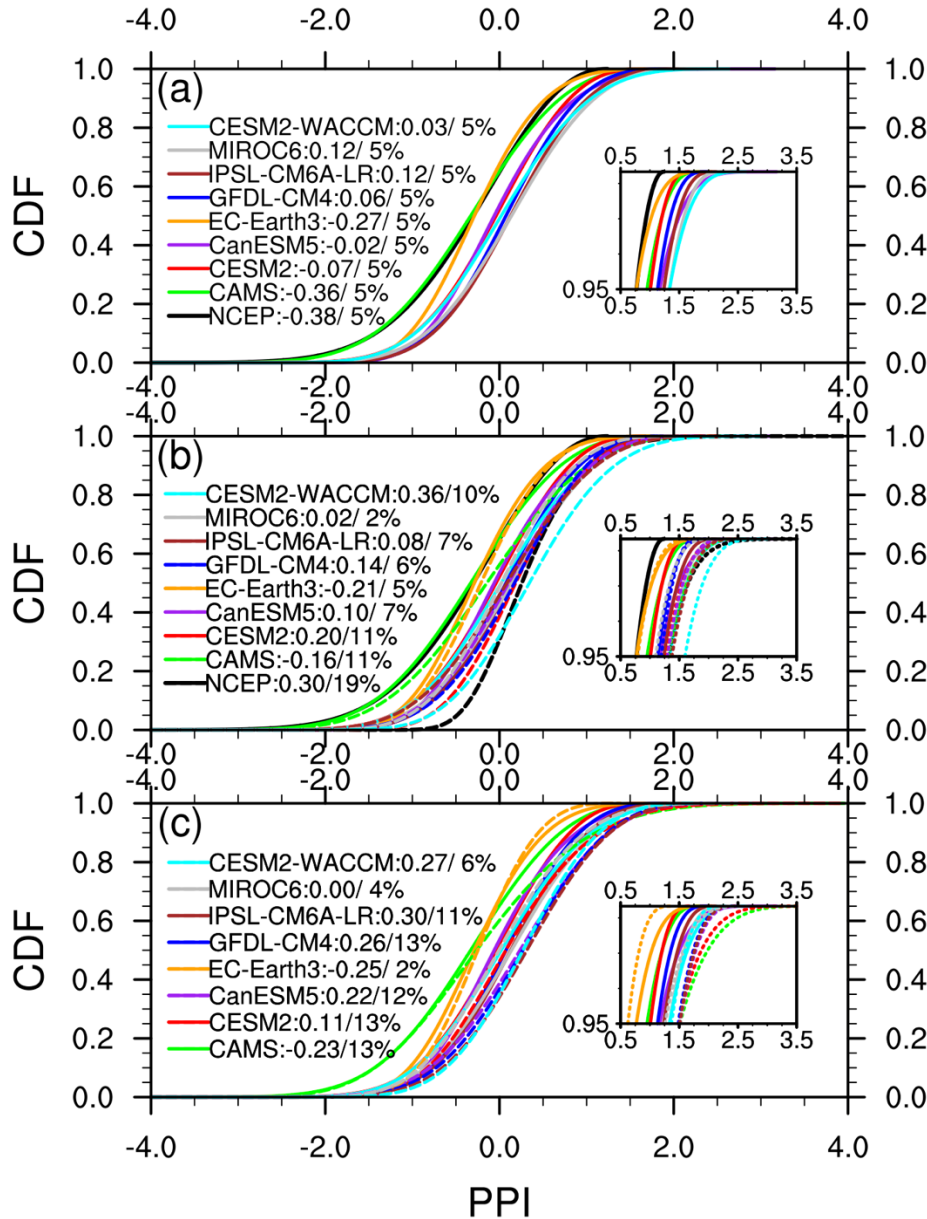 -4.0 -2.0 0.0 2.0 4.0
1.0 1.0
(a)
CESM2-WACCM:0.03/ 5%
0.8 0.8
MIROC6:0.12/ 5%
0.5 1.5 2.5 3.5
IPSL-CM6A-LR:0.12/ 5%
0.6 0.6
GFDL-CM4:0.06/ 5%
CDF
EC-Earth3:-0.27/ 5%
0.4 0.4
CanESM5:-0.02/ 5%
CESM2:-0.07/ 5%
0.95
0.5 1.5 2.5 3.5
0.2 0.2
CAMS:-0.36/ 5%
NCEP:-0.38/ 5%
0.0 0.0
-4.0 -2.0 0.0 2.0 4.0
-4.0 -2.0 0.0 2.0 4.0
1.0 1.0
(b)
CESM2-WACCM:0.36/10%
0.8 0.8
MIROC6:0.02/ 2%
0.5 1.5 2.5 3.5
IPSL-CM6A-LR:0.08/ 7%
0.6 0.6
GFDL-CM4:0.14/ 6%
CDF
EC-Earth3:-0.21/ 5%
0.4 0.4
CanESM5:0.10/ 7%
CESM2:0.20/11%
0.95
0.5 1.5 2.5 3.5
0.2 0.2
CAMS:-0.16/11%
NCEP:0.30/19%
0.0 0.0
-4.0 -2.0 0.0 2.0 4.0
-4.0 -2.0 0.0 2.0 4.0
1.0 1.0
(c)
CESM2-WACCM:0.27/ 6%
0.8 0.8
MIROC6:0.00/ 4%
0.5 1.5 2.5 3.5
IPSL-CM6A-LR:0.30/11%
0.6 0.6
GFDL-CM4:0.26/13%
CDF
EC-Earth3:-0.25/ 2%
0.4 0.4
CanESM5:0.22/12%
CESM2:0.11/13%
0.95
0.5 1.5 2.5 3.5
0.2 0.2
CAMS:-0.23/13%
0.0 0.0
-4.0 -2.0 0.0 2.0 4.0
PPI